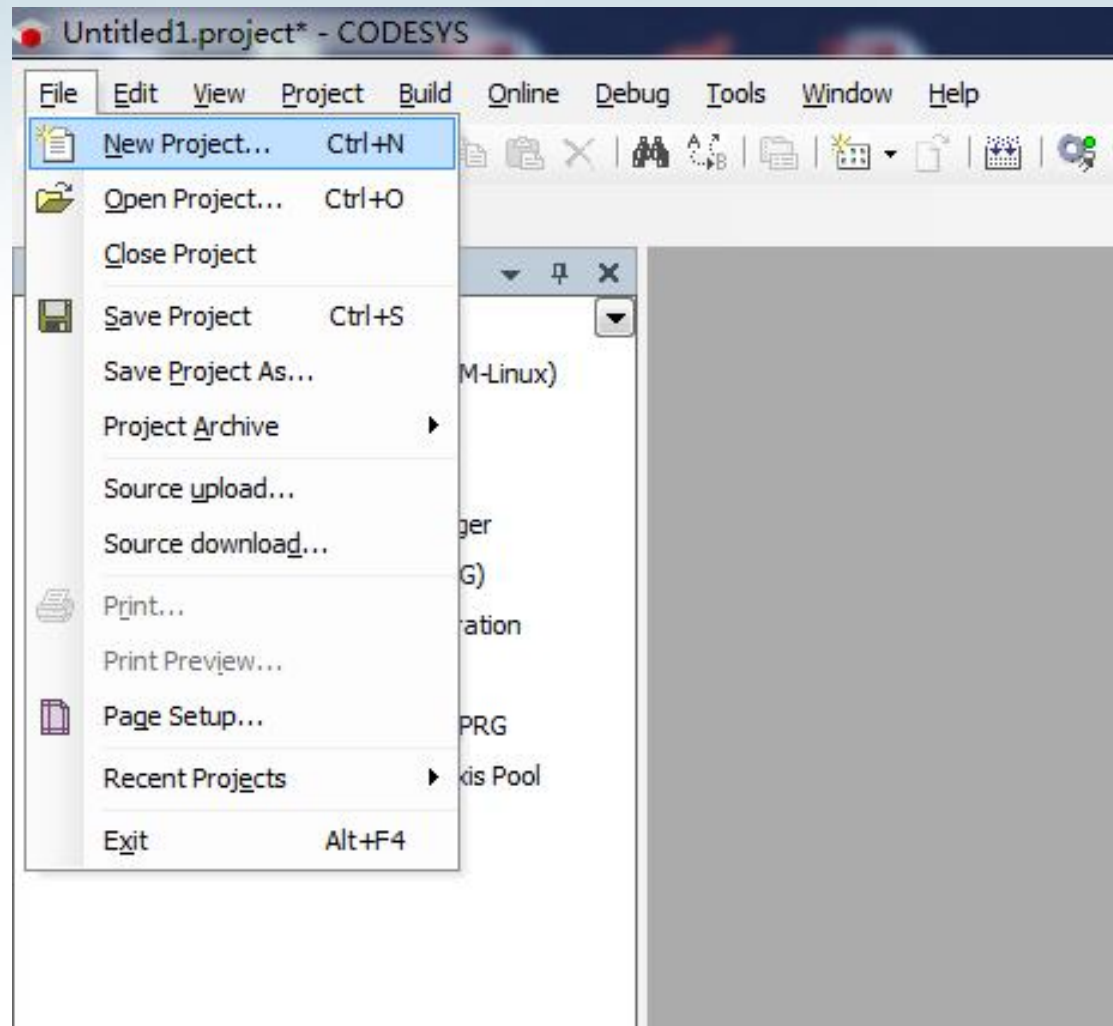 Untitled1.project* - CODESYS
File Edit View Project Build Online Debug Tools Window Help
New Project... Ctrl+N
Open Project... Ctrl+O
Close Project
Save Project Ctrl+S
Save Project As...
M-Linux)
Project Archive
Source upload...
ger
Source download...
G)
Print...
ration
Print Preview...
Page Setup...
PRG
Recent Projects
xis Pool
Exit Alt+F4